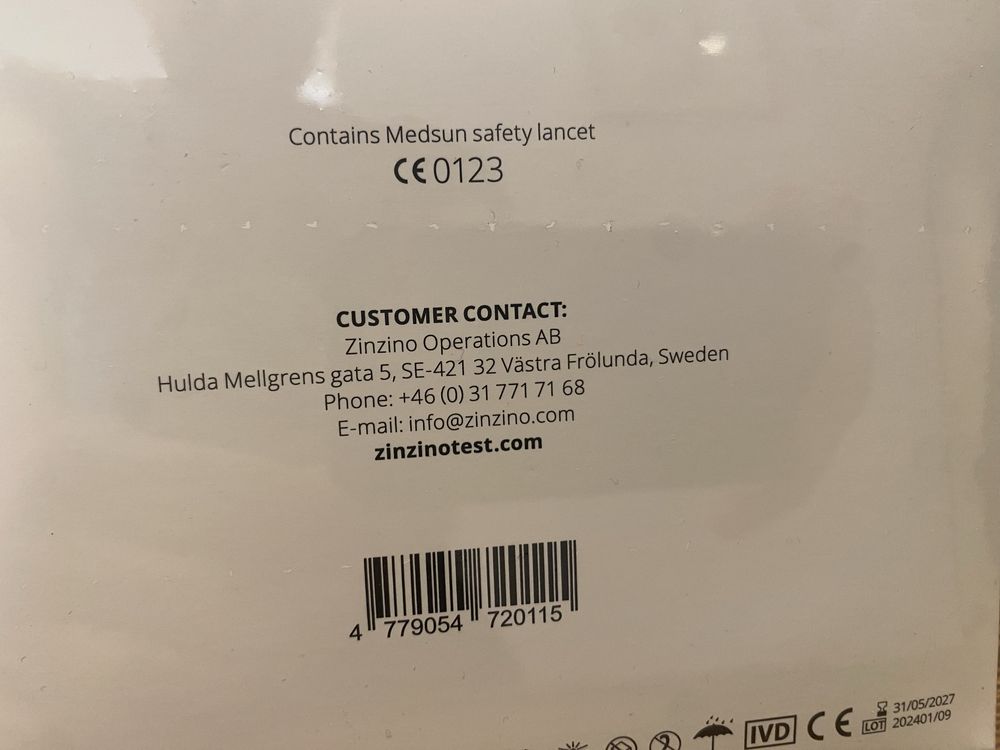 Contains Medsun safety lancet
CE 0123
CUSTOMER CONTACT:
Zinzino Operations AB
Hulda Mellgrens gata 5, SE-421 32 Västra Frölunda, Sweden
Phone: +46 (0) 31 771 71 68
E-mail: info@zinzino.com
zinzinotest.com
4 779054 720115
31/05/2027
IVD CE LOT 202401/09